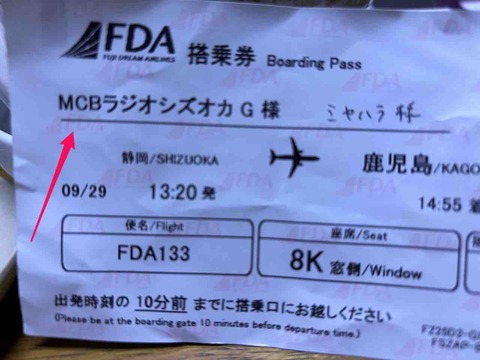 FDA 搭乗券 Boarding Pass
FUJI DREAM AIRLINES
MCBラジオシズオカ G 様 ミヤハラ 様
静岡/SHIZUOKA 鹿児島/KAGO
09/29 13:20 発 14:55 着
便名/Flight 座席/Seat
FDA133 8K 窓側/Window
出発時刻の 10分前 までに搭乗口にお越しください
(Please be at the boarding gate 10 minutes before departure time.)